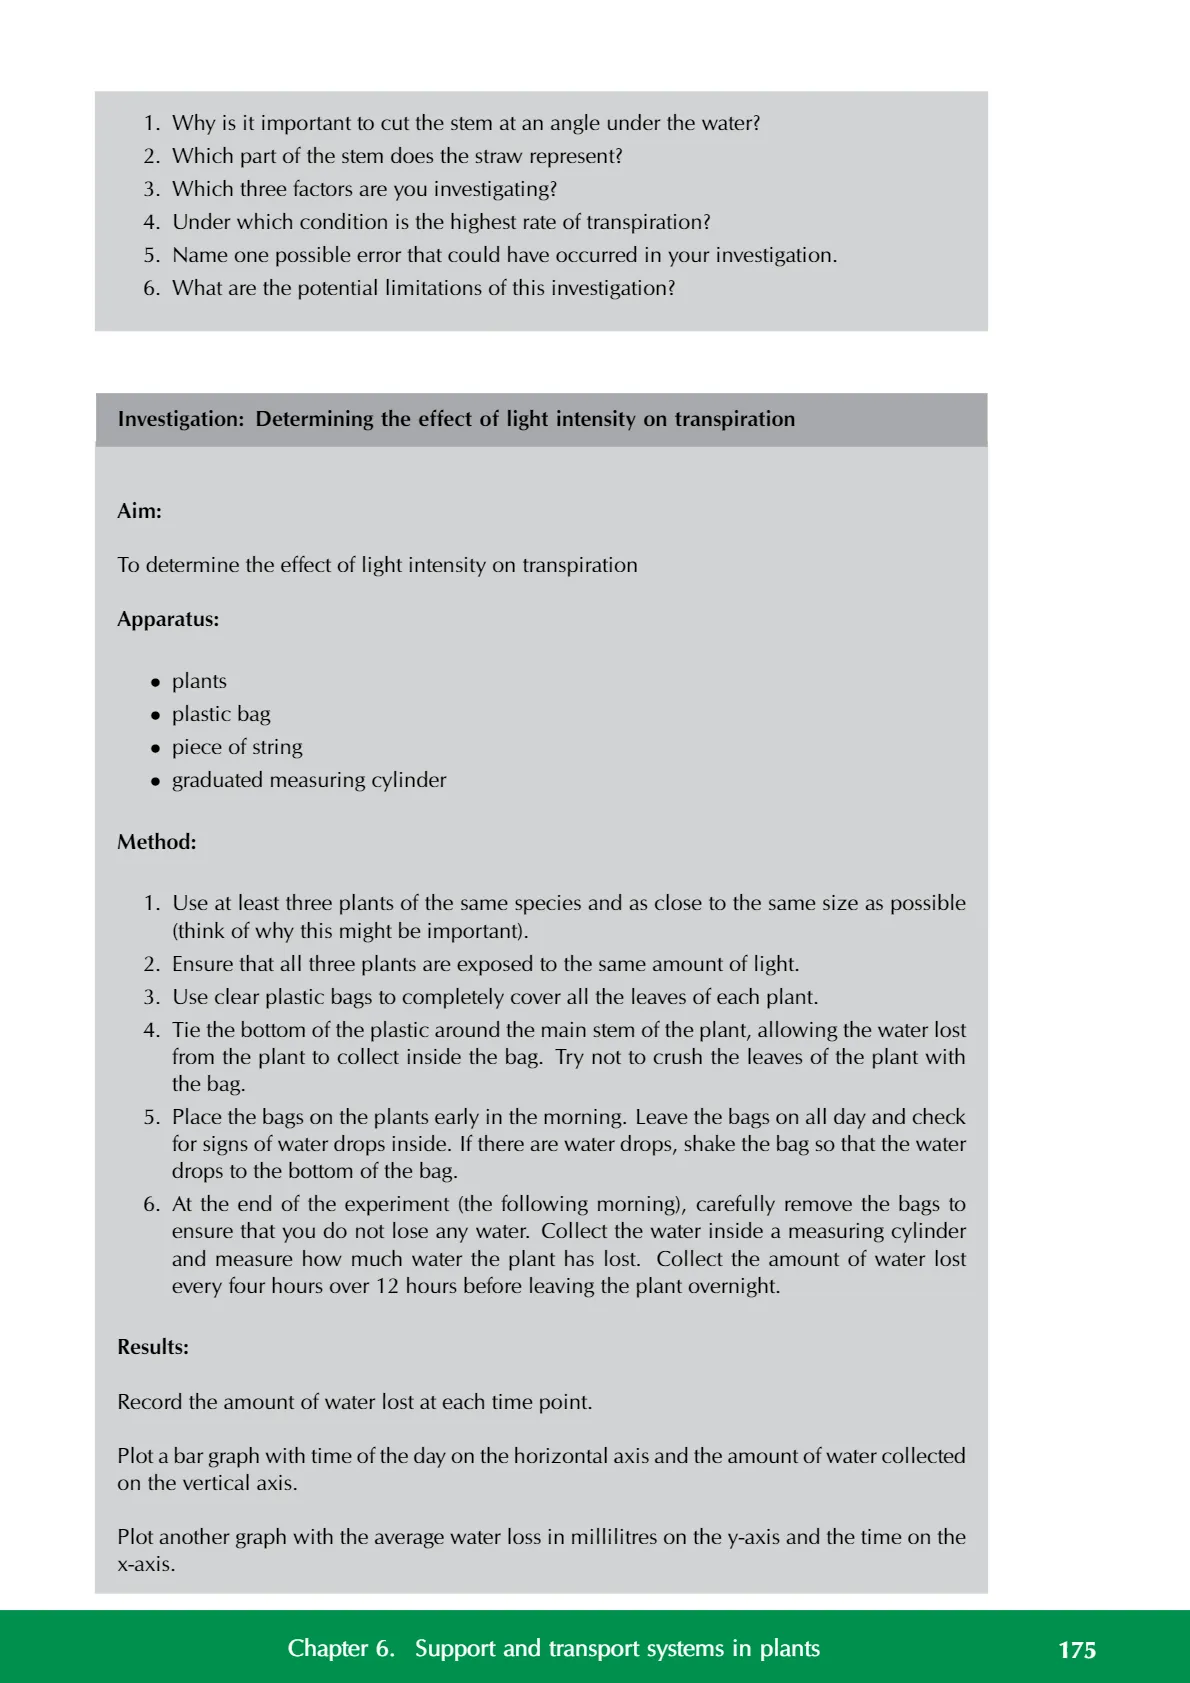 1. Why is it important to cut the stem at an angle under the water?
2. Which part of the stem does the straw represent?
3. Which three factors are you investigating?
4. Under which condition is the highest rate of transpiration?
5. Name one possible error that could have occurred in your investigation.
6. What are the potential limitations of this investigation?
Investigation: Determining the effect of light intensity on transpiration
Aim:
To determine the effect of light intensity on transpiration
Apparatus:
• plants
• plastic bag
• piece of string
• graduated measuring cylinder
Method:
1. Use at least three plants of the same species and as close to the same size as possible
(think of why this might be important).
2. Ensure that all three plants are exposed to the same amount of light.
3. Use clear plastic bags to completely cover all the leaves of each plant.
4. Tie the bottom of the plastic around the main stem of the plant, allowing the water lost
from the plant to collect inside the bag. Try not to crush the leaves of the plant with
the bag.
5. Place the bags on the plants early in the morning. Leave the bags on all day and check
for signs of water drops inside. If there are water drops, shake the bag so that the water
drops to the bottom of the bag.
6. At the end of the experiment (the following morning), carefully remove the bags to
ensure that you do not lose any water. Collect the water inside a measuring cylinder
and measure how much water the plant has lost. Collect the amount of water lost
every four hours over 12 hours before leaving the plant overnight.
Results:
Record the amount of water lost at each time point.
Plot a bar graph with time of the day on the horizontal axis and the amount of water collected
on the vertical axis.
Plot another graph with the average water loss in millilitres on the y-axis and the time on the
x-axis.
Chapter 6. Support and transport systems in plants 175